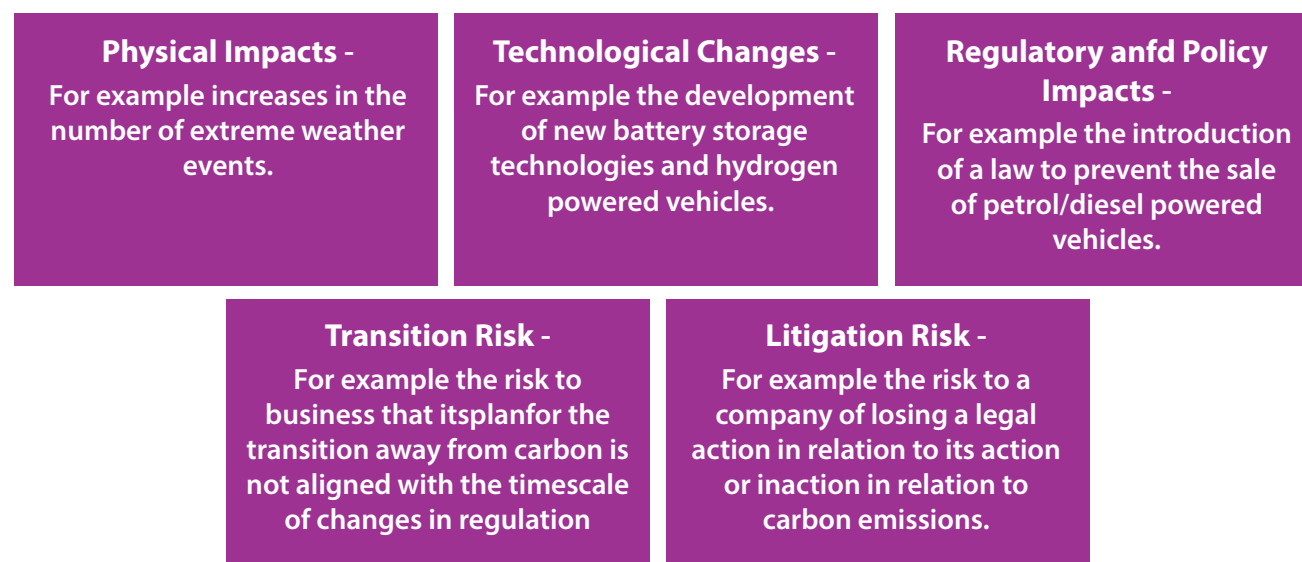 Physical Impacts -
For example increases in the
number of extreme weather
events.
Technological Changes -
For example the development
of new battery storage
technologies and hydrogen
powered vehicles.
Regulatory anfd Policy
Impacts -
For example the introduction
of a law to prevent the sale
of petrol/diesel powered
vehicles.
Transition Risk -
For example the risk to
business that itsplanfor the
transition away from carbon is
not aligned with the timescale
of changes in regulation
Litigation Risk -
For example the risk to a
company of losing a legal
action in relation to its action
or inaction in relation to
carbon emissions.